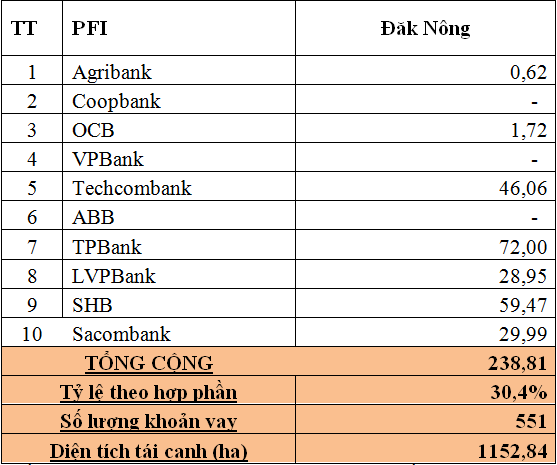 TT PFI Đăk Nông
1 Agribank 0,62
2 Coopbank -
3 OCB 1,72
4 VPBank -
5 Techcombank 46,06
6 ABB -
7 TPBank 72,00
8 LVPBank 28,95
9 SHB 59,47
10 Sacombank 29,99
TỔNG CỘNG 238,81
Tỷ lệ theo hợp phần 30,4%
Số lượng khoản vay 551
Diện tích tái canh (ha) 1152,84